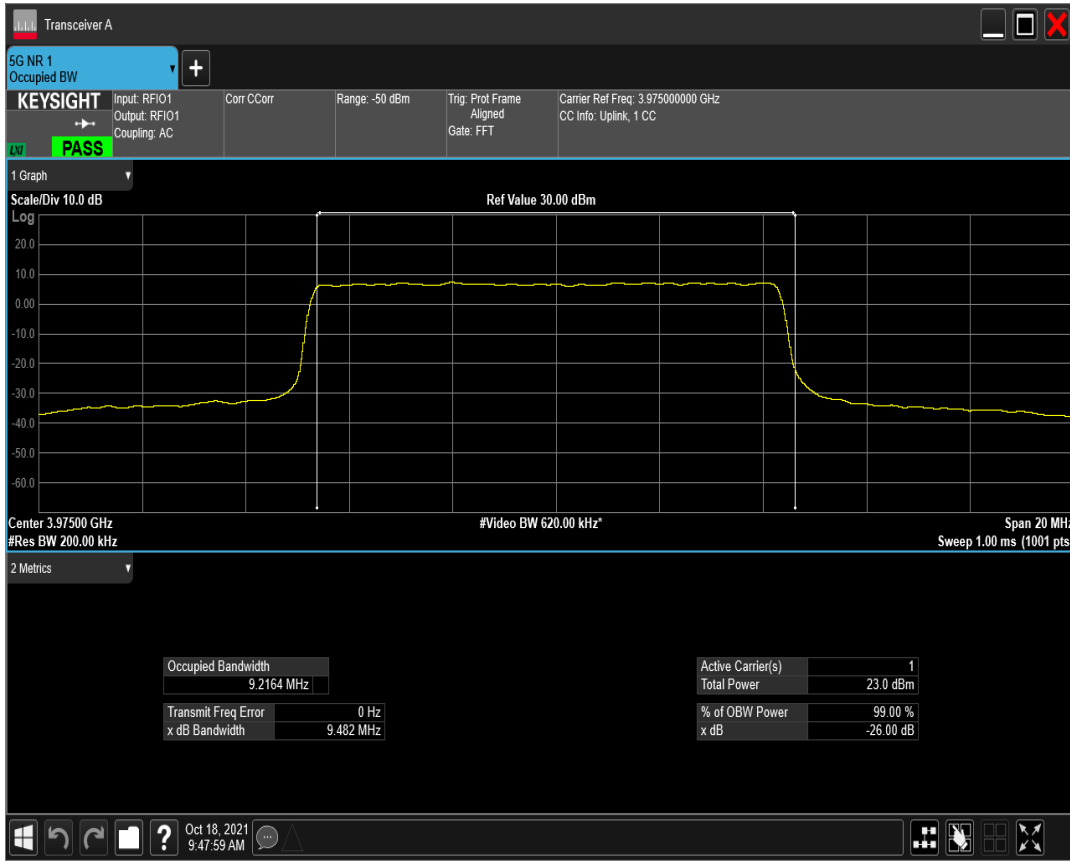 Transceiver A
5G NR 1
Occupied BW
KEYSIGHT
LXI
PASS
Input: RFIO1
Output: RFIO1
Coupling: AC
Corr CCorr
Range: -50 dBm
Trig: Prot Frame
Aligned
Gate: FFT
Carrier Ref Freq: 3.975000000 GHz
CC Info: Uplink, 1 CC
1 Graph
Scale/Div 10.0 dB
Ref Value 30.00 dBm
Log
20.0
10.0
0.00
-10.0
-20.0
-30.0
-40.0
-50.0
-60.0
Center 3.97500 GHz
#Video BW 620.00 kHz*
Span 20 MHz
#Res BW 200.00 kHz
Sweep 1.00 ms (1001 pts
2 Metrics
Occupied Bandwidth
9.2164 MHz
Transmit Freq Error 0 Hz
x dB Bandwidth 9.482 MHz
Active Carrier(s) 1
Total Power 23.0 dBm
% of OBW Power 99.00 %
x dB -26.00 dB
?
Oct 18, 2021
9:47:59 AM